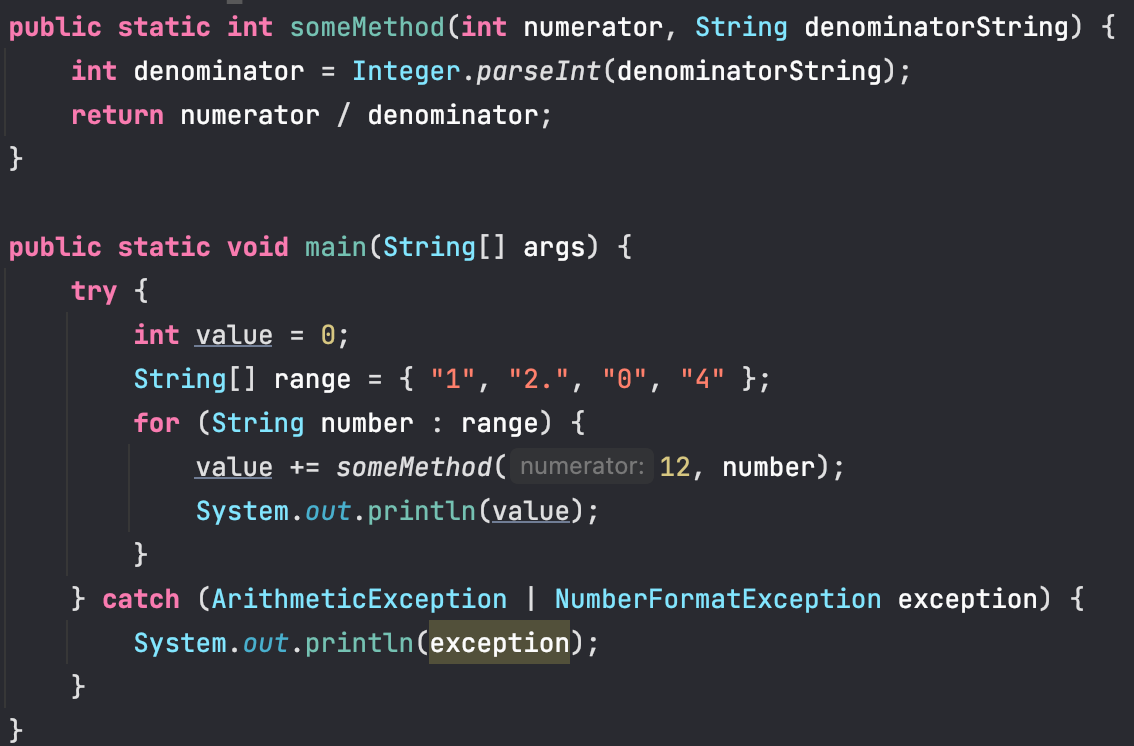 public static int someMethod(int numerator, String denominatorString) {
    int denominator = Integer.parseInt(denominatorString);
    return numerator / denominator;
}

public static void main(String[] args) {
    try {
        int value = 0;
        String[] range = { "1", "2.", "0", "4" };
        for (String number : range) {
            value += someMethod( numerator: 12, number);
            System.out.println(value);
        }
    } catch (ArithmeticException | NumberFormatException exception) {
        System.out.println(exception);
    }
}